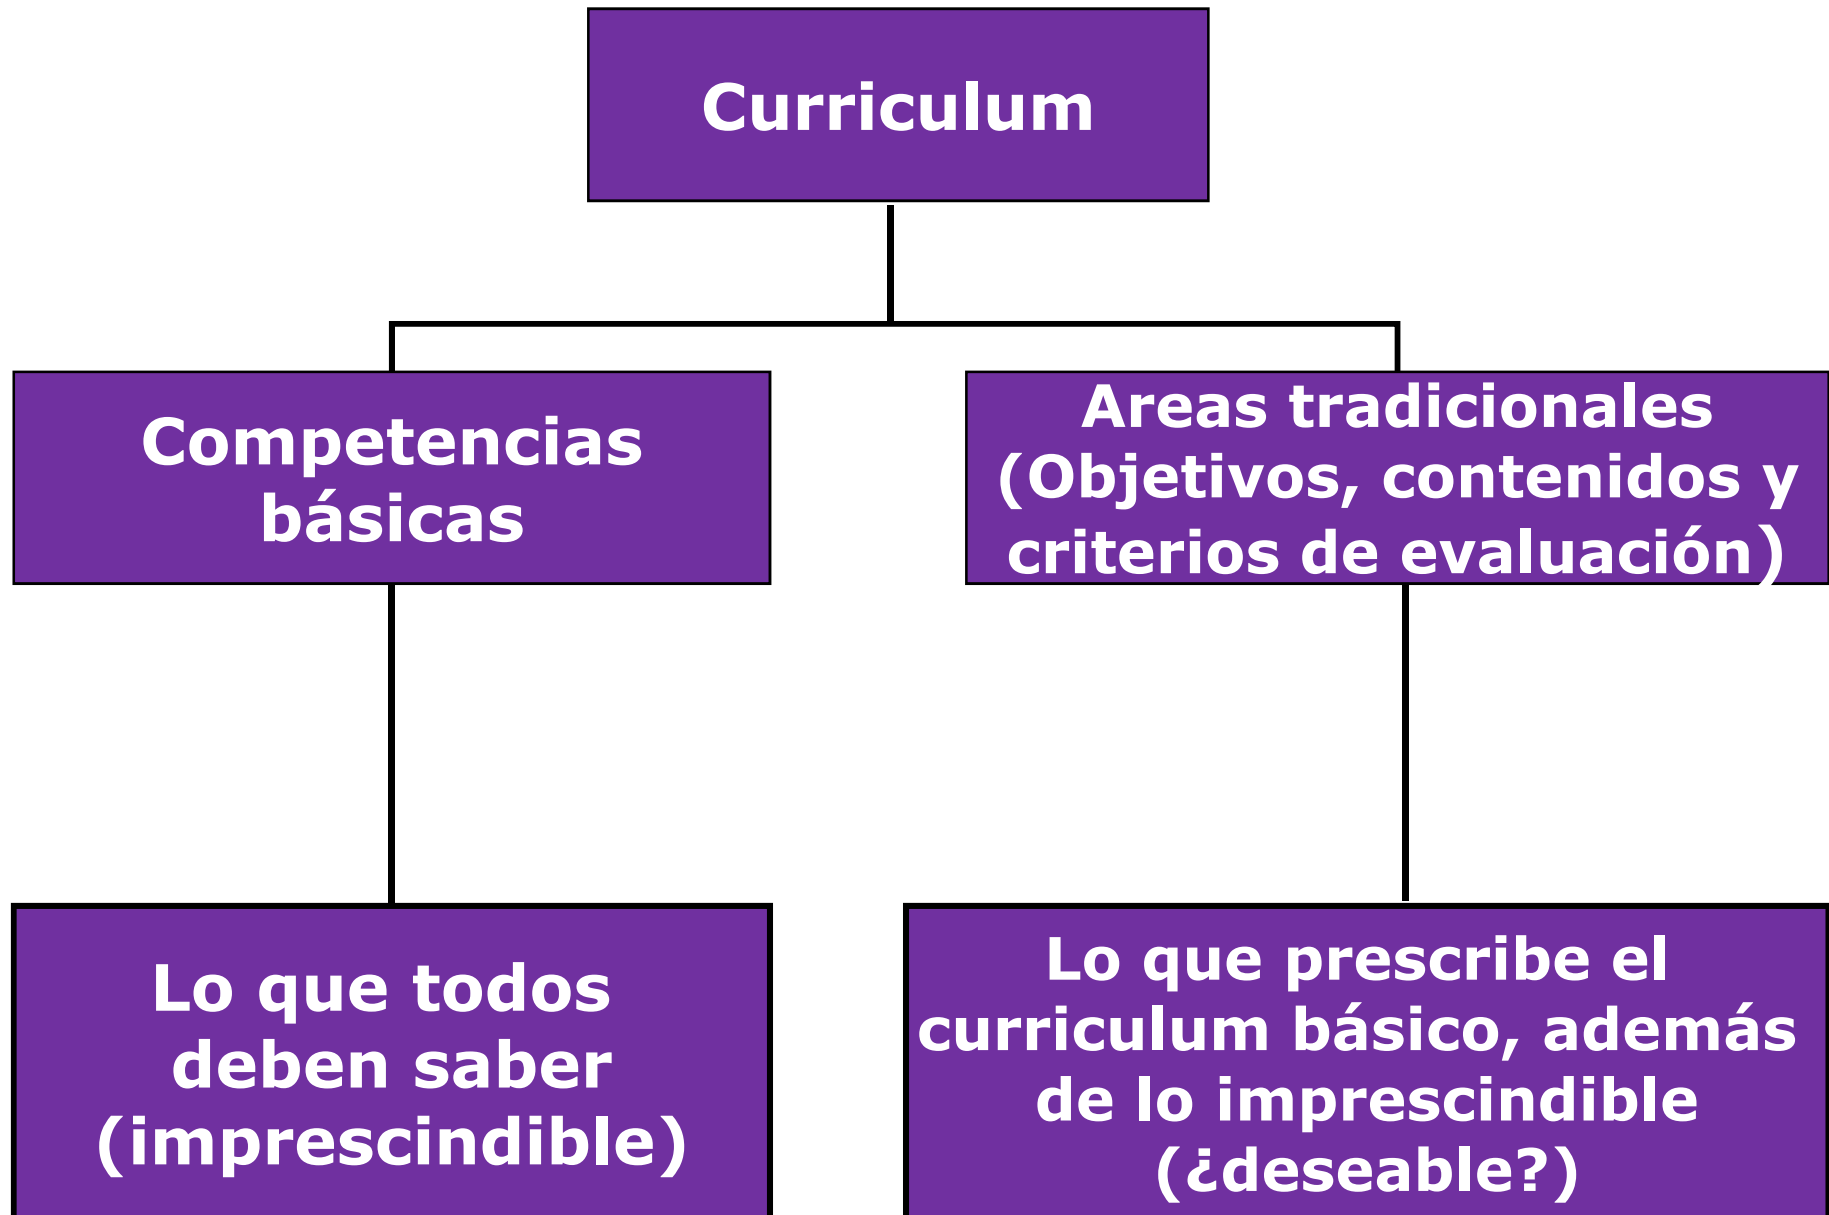 Curriculum
Competencias
básicas
Areas tradicionales
(Objetivos, contenidos y
criterios de evaluación)
Lo que todos
deben saber
(imprescindible)
Lo que prescribe el
curriculum básico, además
de lo imprescindible
(¿deseable?)